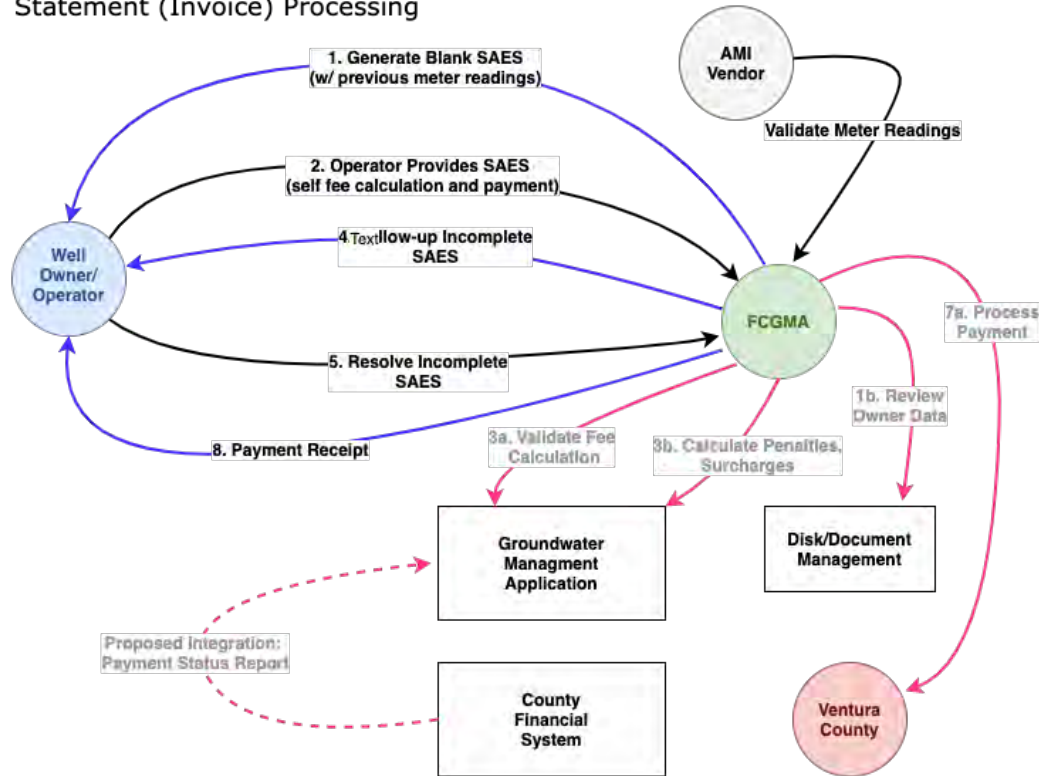 Statement (Invoice) Processing
1. Generate Blank SAES
(w/ previous meter readings)
AMI
Vendor
Validate Meter Readings
2. Operator Provides SAES
(self fee calculation and payment)
4.Textllow-up Incomplete
SAES
Well
Owner/
Operator
FCGMA
7a. Process
Payment
5. Resolve Incomplete
SAES
1b. Review
Owner Data
8. Payment Receipt
3a. Validate Fee
Calculation
3b. Calculate Penalties,
Surcharges
Groundwater
Managment
Application
Disk/Document
Management
Proposed Integration:
Payment Status Report
County
Financial
System
Ventura
County